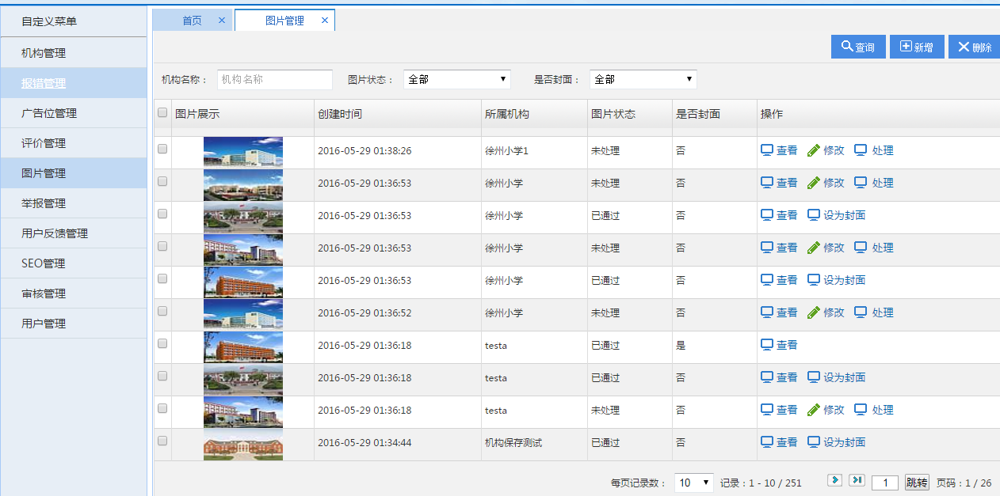 自定义菜单
机构管理
报错管理
广告位管理
评价管理
图片管理
举报管理
用户反馈管理
SEO管理
审核管理
用户管理
首页 图片管理
查询 新增 删除
机构名称： 机构名称 图片状态： 全部 是否封面： 全部
图片展示 创建时间 所属机构 图片状态 是否封面 操作
2016-05-29 01:38:26 徐州小学1 未处理 否 查看 修改 处理
2016-05-29 01:36:53 徐州小学 未处理 否 查看 修改 处理
2016-05-29 01:36:53 徐州小学 已通过 否 查看 设为封面
2016-05-29 01:36:53 徐州小学 未处理 否 查看 修改 处理
2016-05-29 01:36:53 徐州小学 已通过 否 查看 设为封面
2016-05-29 01:36:52 徐州小学 未处理 否 查看 修改 处理
2016-05-29 01:36:18 testa 已通过 是 查看
2016-05-29 01:36:18 testa 已通过 否 查看 设为封面
2016-05-29 01:36:18 testa 未处理 否 查看 修改 处理
2016-05-29 01:34:44 机构保存测试 已通过 否 查看 设为封面
每页记录数： 10 记录：1 - 10 / 251 1 跳转 页码：1 / 26